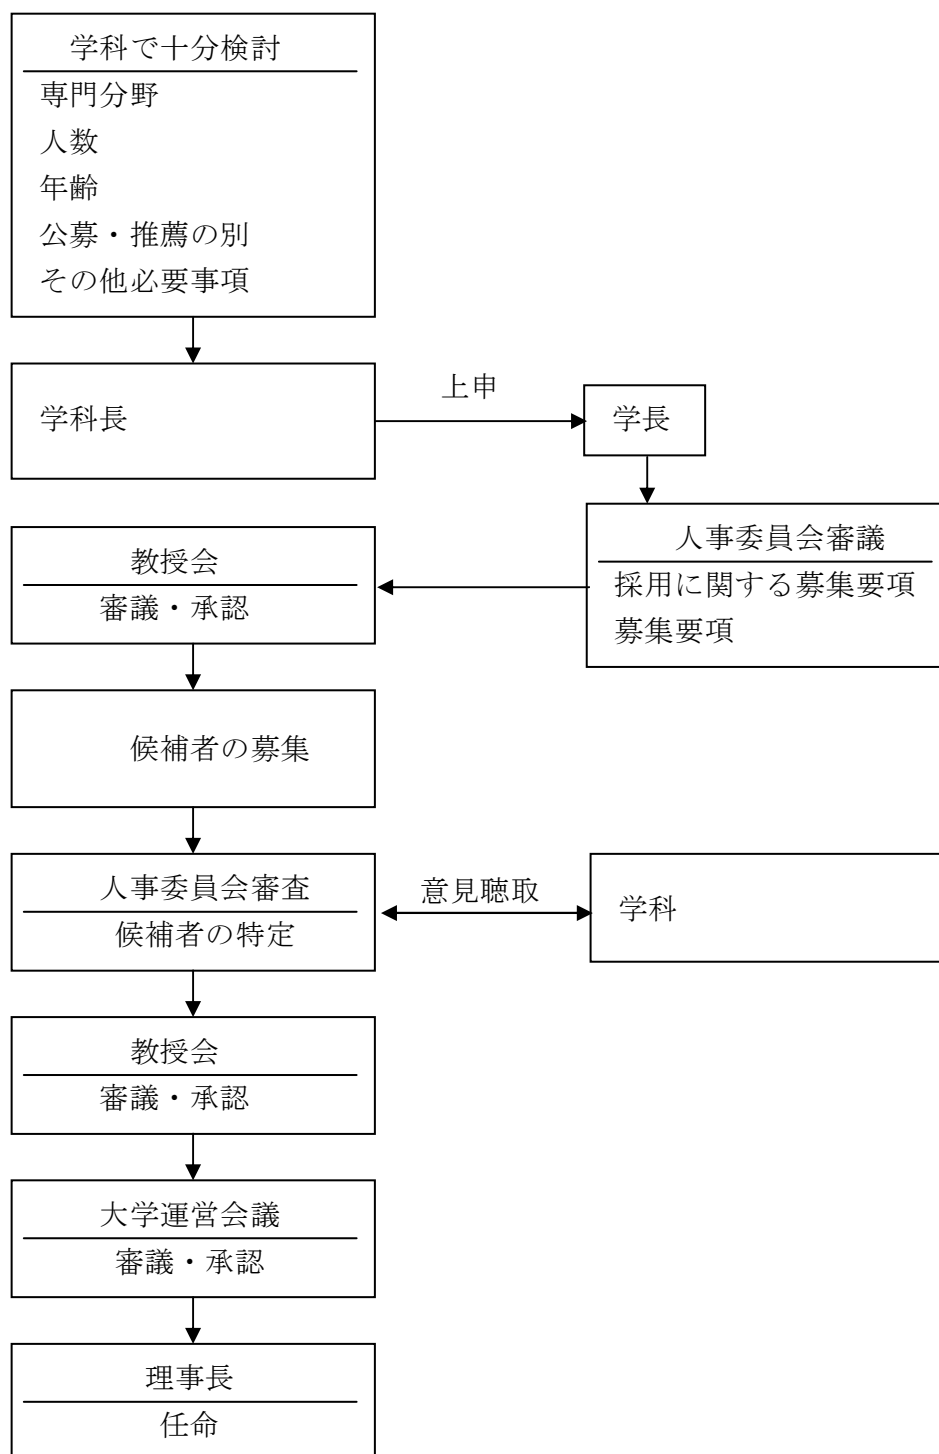 学科で十分検討
専門分野
人数
年齢
公募・推薦の別
その他必要事項
学科長
上申
学長
人事委員会審議
採用に関する募集要項
募集要項
教授会
審議・承認
候補者の募集
人事委員会審査
候補者の特定
意見聴取
学科
教授会
審議・承認
大学運営会議
審議・承認
理事長
任命